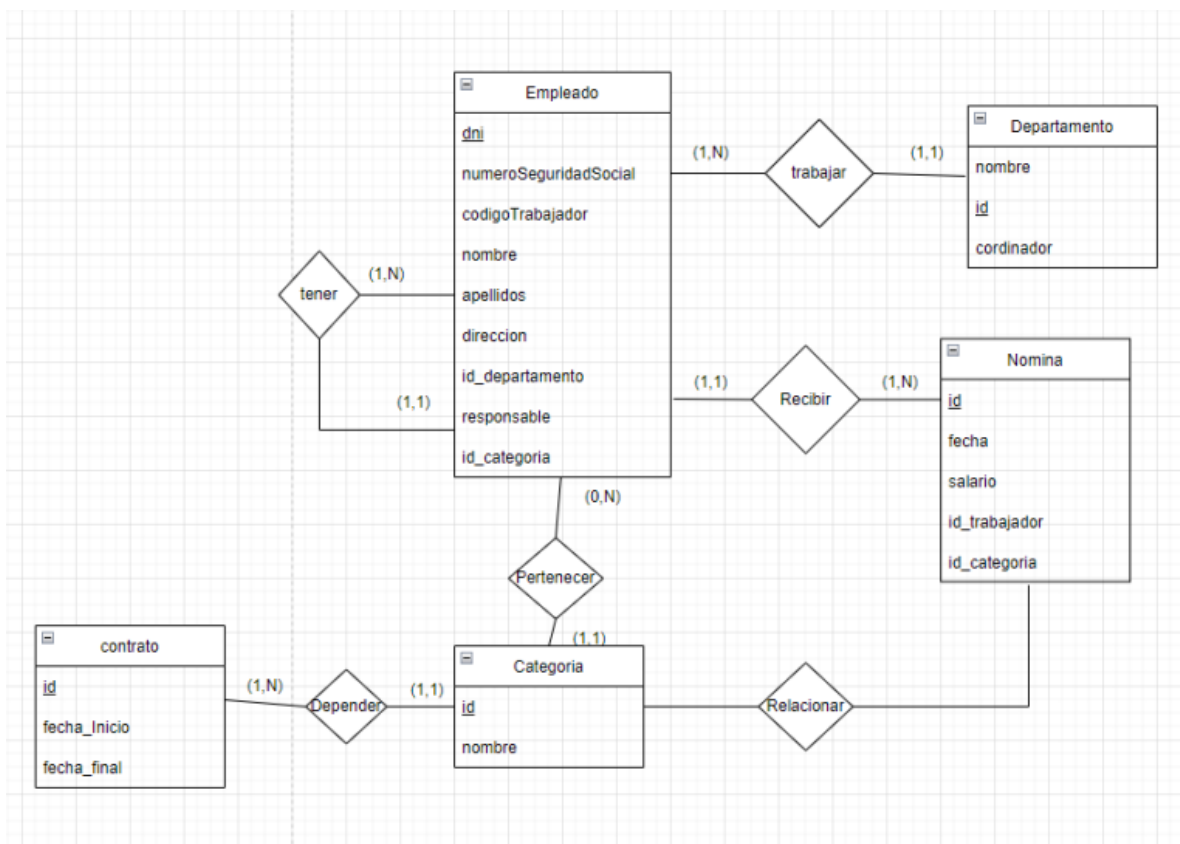 Empleado
dni
numeroSeguridadSocial
codigoTrabajador
nombre
apellidos
direccion
id_departamento
responsable
id_categoria
(1,N)
trabajar
(1,1)
Departamento
nombre
id
cordinador
tener
(1,N)
(1,1)
(1,1)
Recibir
(1,N)
Nomina
id
fecha
salario
id_trabajador
id_categoria
(0,N)
Pertenecer
(1,1)
contrato
id
fecha_Inicio
fecha_final
(1,N)
Depender
(1,1)
Categoria
id
nombre
Relacionar